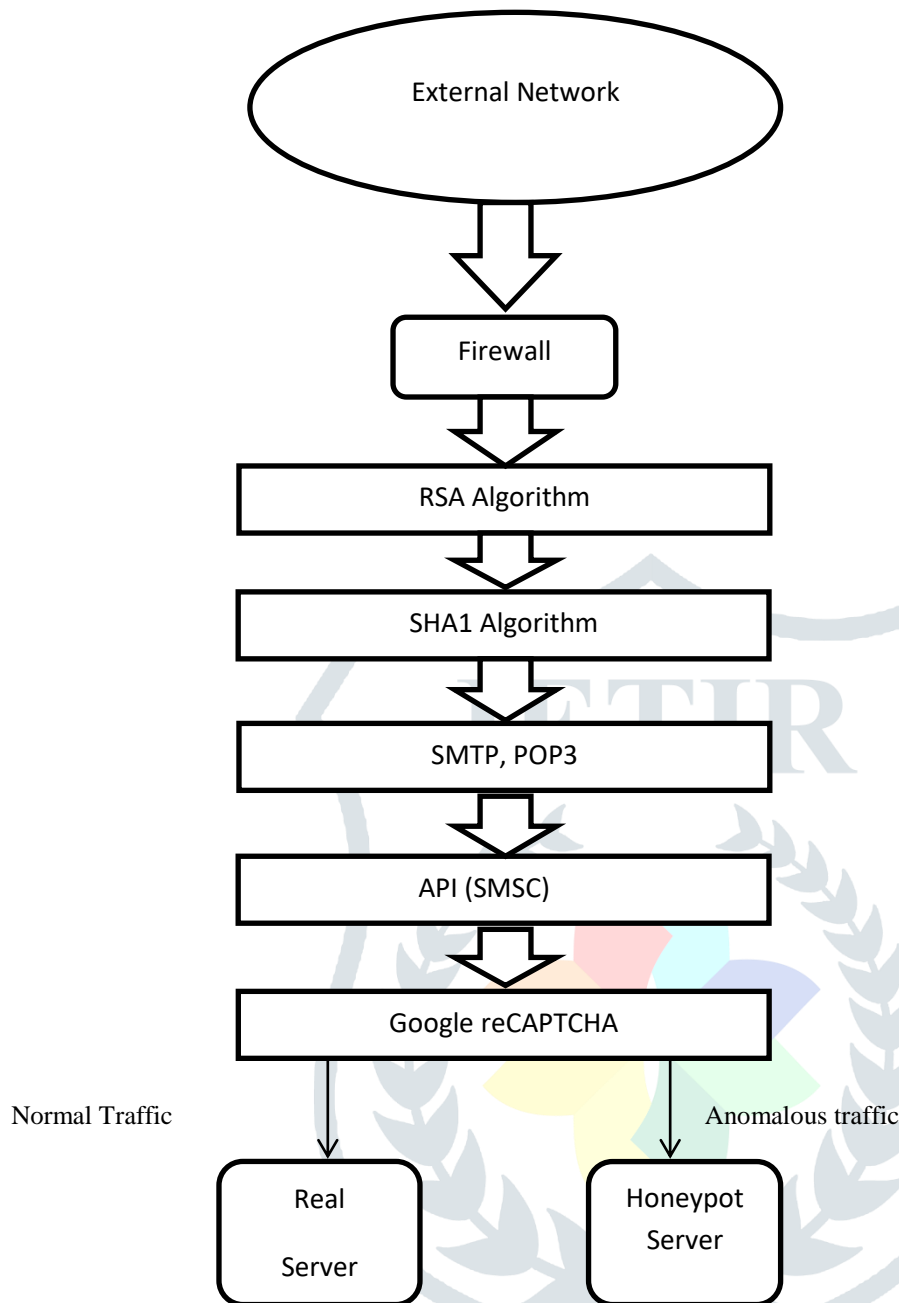 External Network
Firewall
RSA Algorithm
SHA1 Algorithm
JETIR
SMTP, POP3
API (SMSC)
Google reCAPTCHA
Normal Traffic
Anomalous traffic
Real
Server
Honeypot
Server